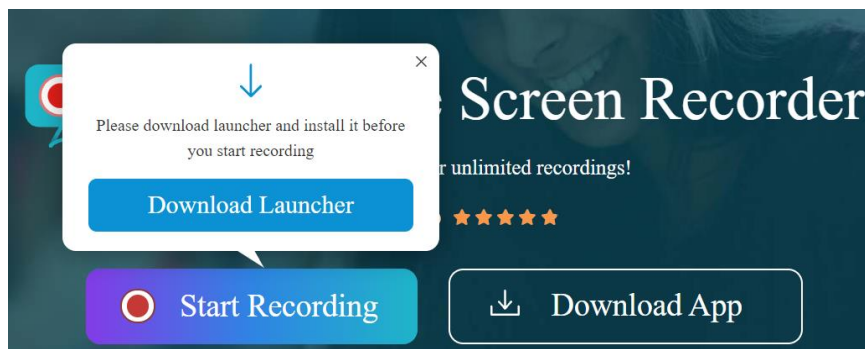 Screen Recorder
Please download launcher and install it before
you start recording
r unlimited recordings!
Download Launcher
Start Recording
Download App